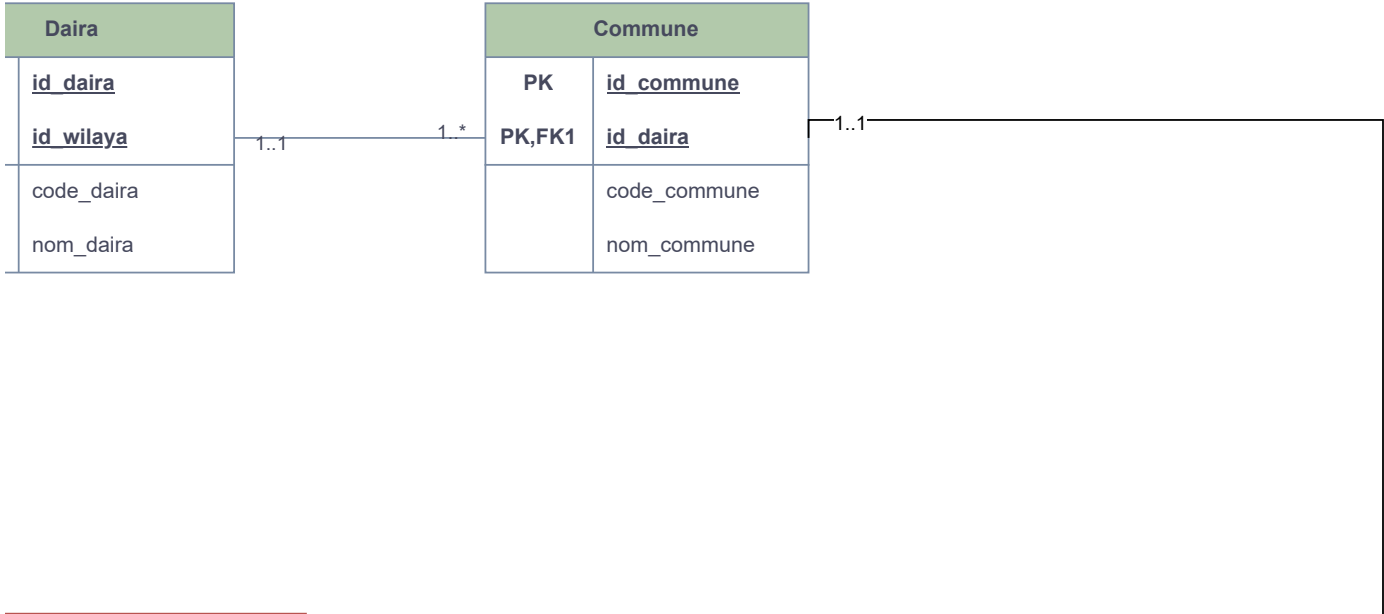 Daira
id_daira
id_wilaya
code_daira
nom_daira
1..1
1..*
Commune
PK id_commune
PK,FK1 id_daira
code_commune
nom_commune
1..1